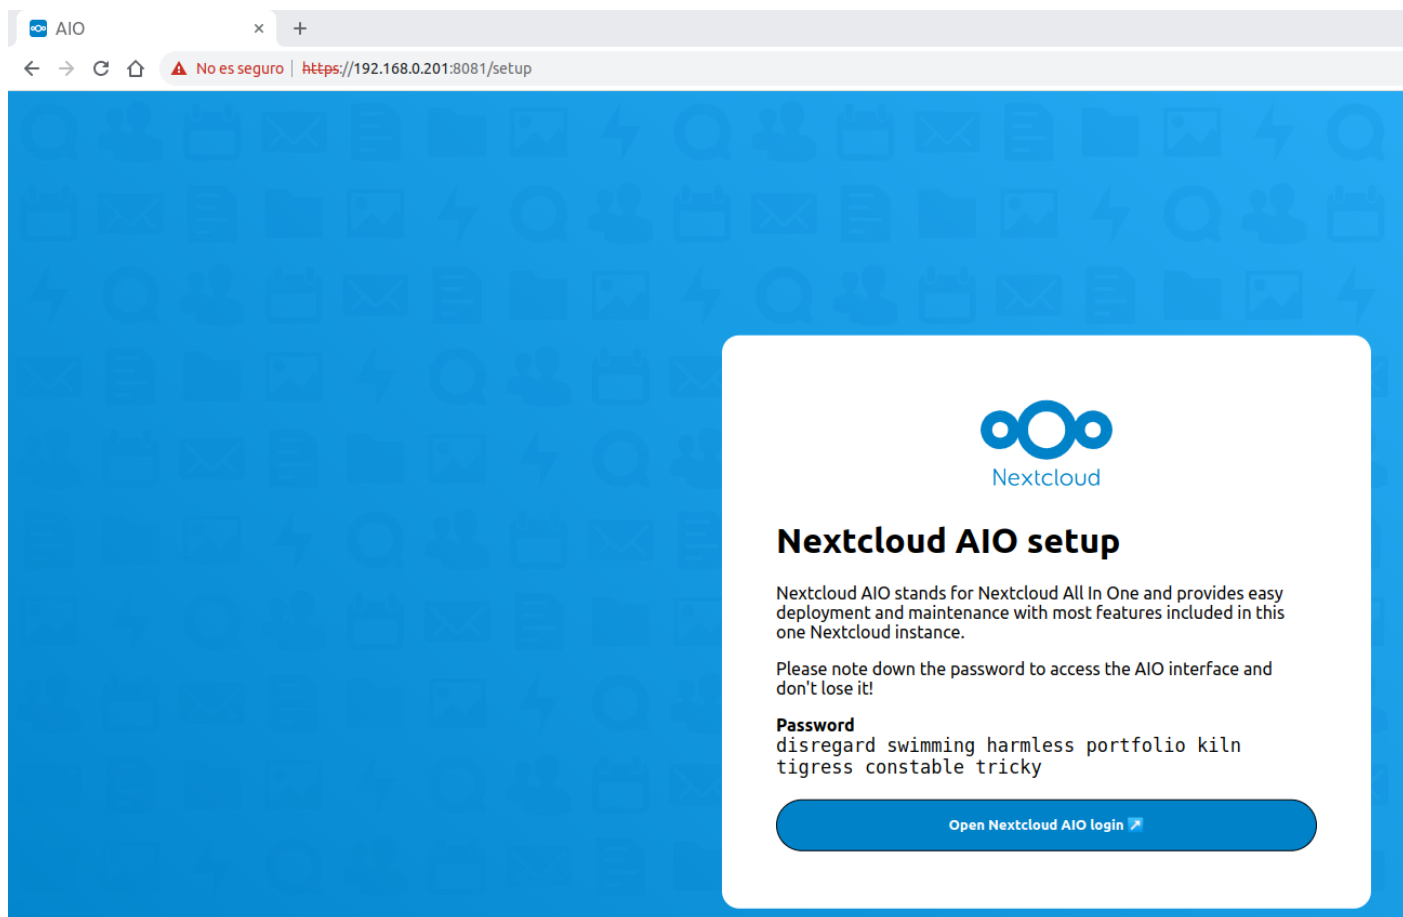 AIO
No es seguro | https://192.168.0.201:8081/setup
Nextcloud
Nextcloud AIO setup
Nextcloud AIO stands for Nextcloud All In One and provides easy
deployment and maintenance with most features included in this
one Nextcloud instance.
Please note down the password to access the AIO interface and
don't lose it!
Password
disregard swimming harmless portfolio kiln
tigress constable tricky
Open Nextcloud AIO login